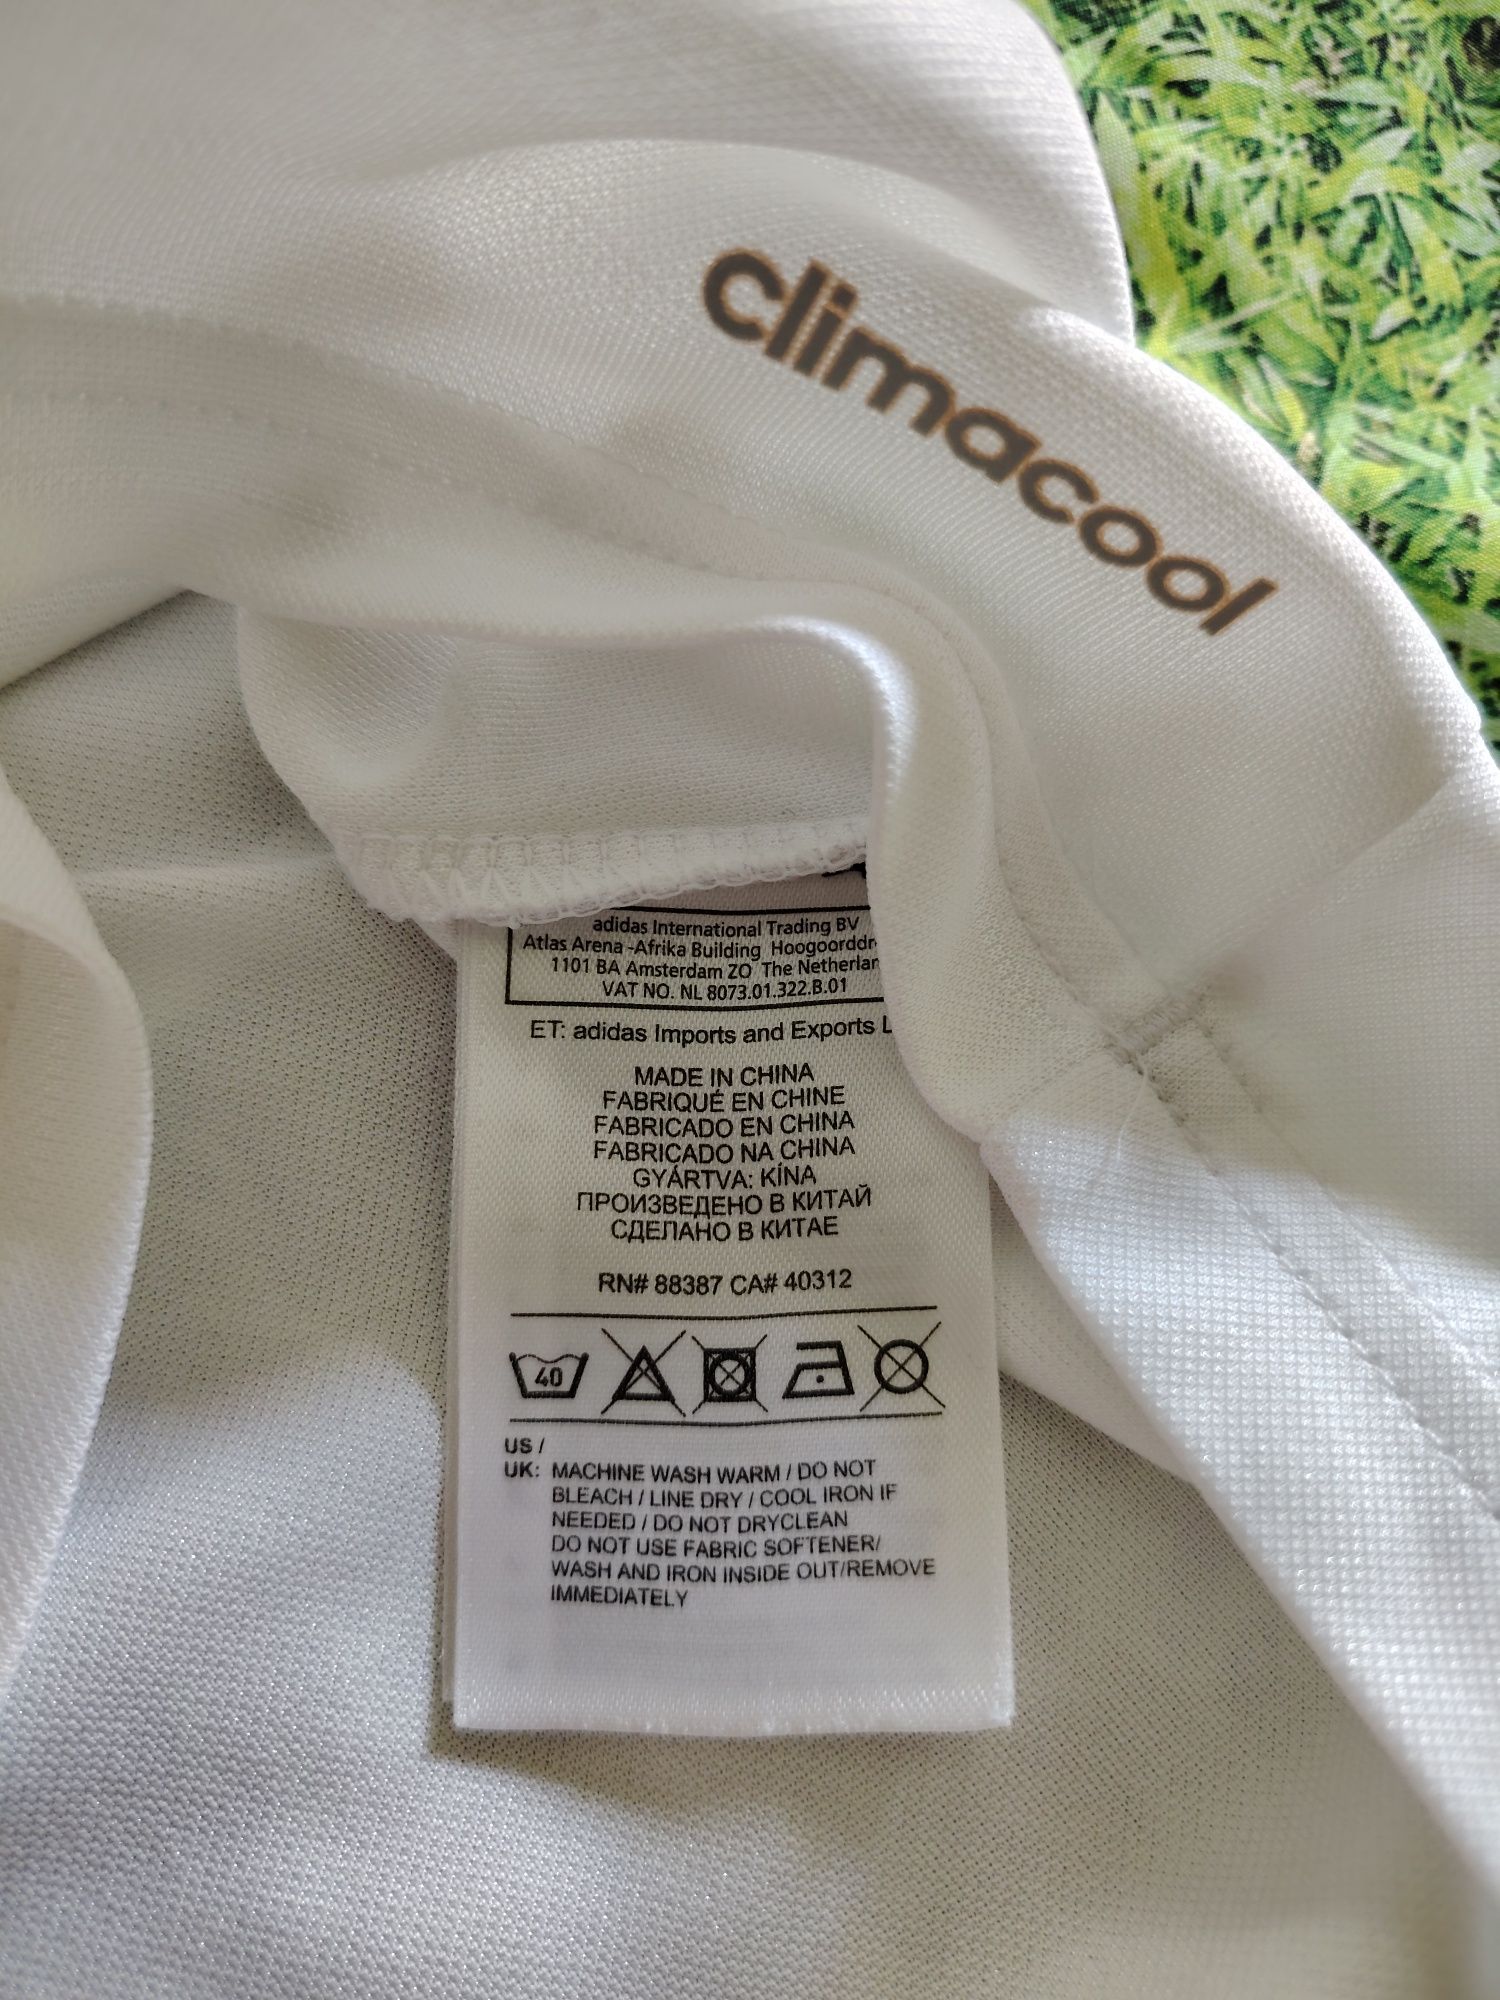 climacool
adidas International Trading BV
Atlas Arena -Afrika Building
1101 BA Amsterdam ZO The
VAT NO. NL 8073.01.322.B.01
ET: adidas Imports and Exports
MADE IN CHINA
FABRIQUÉ EN CHINE
FABRICADO EN CHINA
FABRICADO NA CHINA
GYÁRTVA: KÍNA
ПРОИЗВЕДЕНО В КИТАЙ
СДЕЛАНО В КИТАЕ
RN# 88387 CA# 40312
40
US /
UK: MACHINE WASH WARM / DO NOT
BLEACH / LINE DRY / COOL IRON IF
NEEDED / DO NOT DRYCLEAN
DO NOT USE FABRIC SOFTENER/
WASH AND IRON INSIDE OUT/REMOVE
IMMEDIATELY